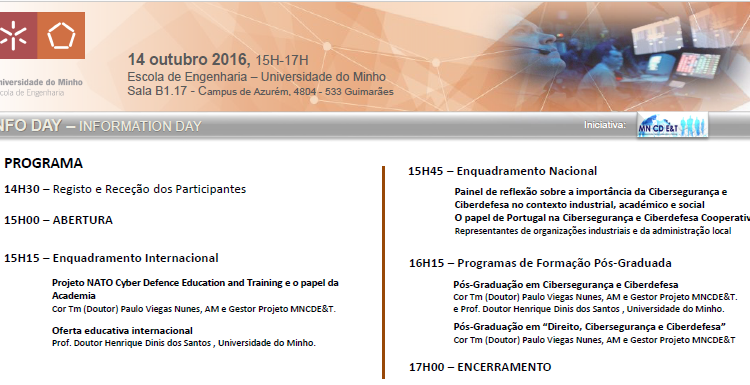 niversidade do Minho
cola de Engenharia
14 outubro 2016, 15H-17H
Escola de Engenharia – Universidade do Minho
Sala B1.17 - Campus de Azurém, 4804 - 533 Guimarães
NFO DAY – INFORMATION DAY
Iniciativa:
MN CD E&T
PROGRAMA
14H30 – Registo e Receção dos Participantes
15H00 – ABERTURA
15H15 – Enquadramento Internacional
Projeto NATO Cyber Defence Education and Training e o papel da
Academia
Cor Tm (Doutor) Paulo Viegas Nunes, AM e Gestor Projeto MNCDE&T.
Oferta educativa internacional
Prof. Doutor Henrique Dinis dos Santos , Universidade do Minho.
15H45 – Enquadramento Nacional
Painel de reflexão sobre a importância da Cibersegurança e
Ciberdefesa no contexto industrial, académico e social
O papel de Portugal na Cibersegurança e Ciberdefesa Cooperativ
Representantes de organizações industriais e da administração local
16H15 – Programas de Formação Pós-Graduada
Pós-Graduação em Cibersegurança e Ciberdefesa
Cor Tm (Doutor) Paulo Viegas Nunes, AM e Gestor Projeto MNCDE&T.
e Prof. Doutor Henrique Dinis dos Santos , Universidade do Minho.
Pós-Graduação em “Direito, Cibersegurança e Ciberdefesa”
Cor Tm (Doutor) Paulo Viegas Nunes, AM e Gestor Projeto MNCDE&T
17H00 – ENCERRAMENTO